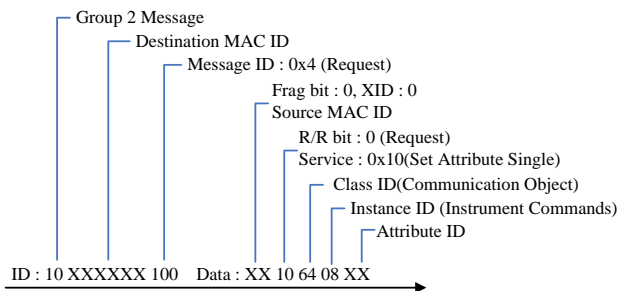 Group 2 Message
Destination MAC ID
Message ID : 0x4 (Request)
Frag bit : 0, XID : 0
Source MAC ID
R/R bit : 0 (Request)
Service : 0x10(Set Attribute Single)
Class ID(Communication Object)
Instance ID (Instrument Commands)
Attribute ID
ID : 10 XXXXXX 100 Data : XX 10 64 08 XX